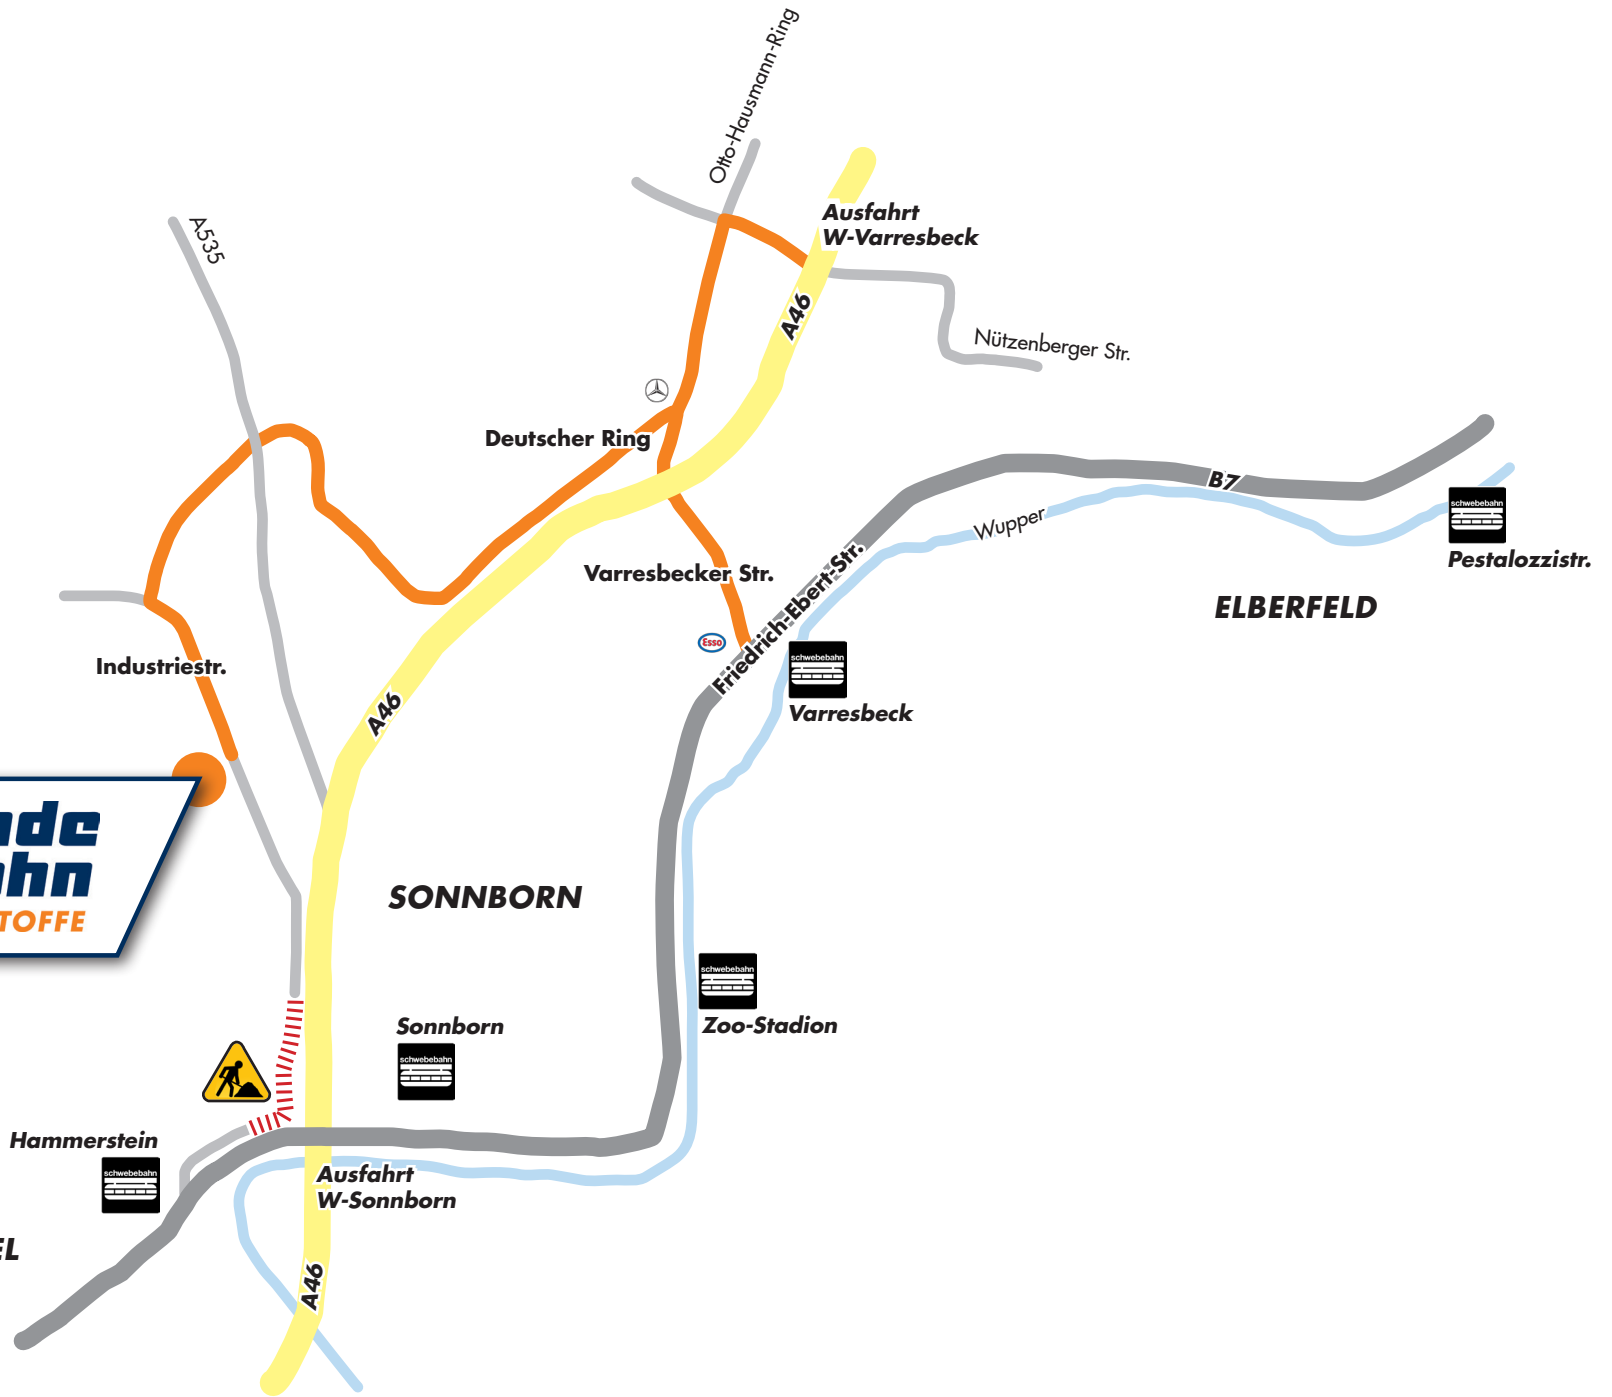 Otto-Hausmann-Ring
Ausfahrt
W-Varresbeck
A535
A46
Nützenberger Str.
Deutscher Ring
B7
schwebebahn
Wupper
Pestalozzistr.
Varresbecker Str.
Friedrich-Ebert-Str.
ELBERFELD
Esso
schwebebahn
Industriestr.
A46
Varresbeck
TOFFE
SONNBORN
schwebebahn
Sonnborn
Zoo-Stadion
schwebebahn
Hammerstein
schwebebahn
Ausfahrt
W-Sonnborn
EL
A46